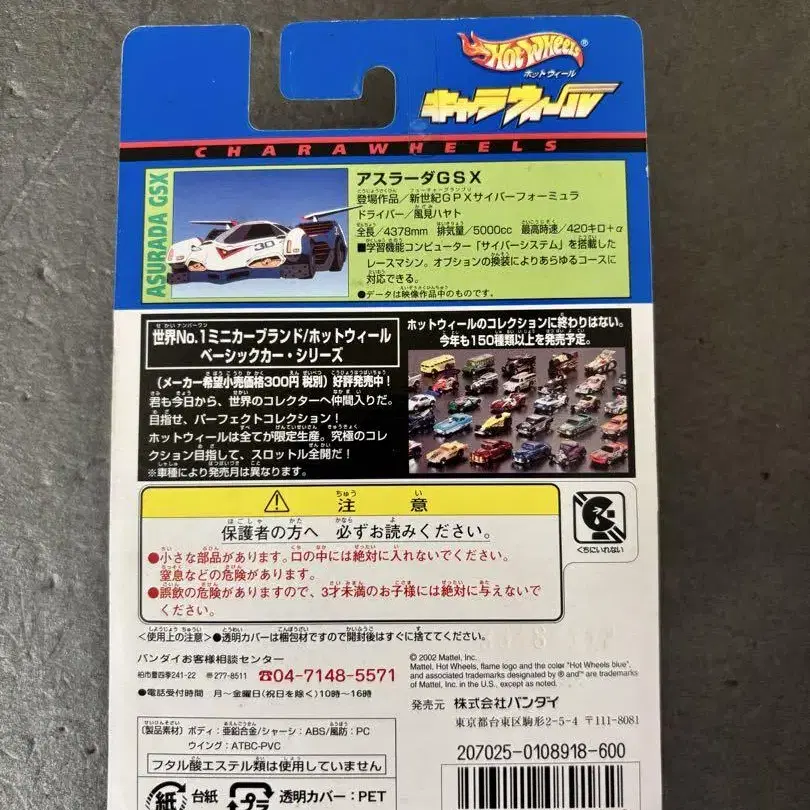 Hot Wheels®
ホットウィール
キャラウィール
CHARAWHEELS
ASURADA GSX
アスラーダGSX
登場作品／新世紀GPXサイバーフォーミュラ
ドライバー／風見ハヤト
全長／4378mm 排気量／5000cc 最高時速／420キロ+α
■学習機能コンピューター「サイバーシステム」を搭載した
レースマシン。オプションの換装によりあらゆるコースに
対応できる。
●データは映像作品中のものです。
30
世界No.1ミニカーブランド/ホットウィール
ベーシックカー・シリーズ
（メーカー希望小売価格300円 税別）好評発売中！
君も今日から、世界のコレクターへ仲間入りだ。
目指せ、パーフェクトコレクション！
ホットウィールは全てが限定生産。究極のコレ
クション目指して、スロットル全開だ！
※車種により発売月は異なります。
ホットウィールのコレクションに終わりはない。
今年も150種類以上を発売予定。
注意
保護者の方へ 必ずお読みください。
●小さな部品があります。口の中には絶対に入れないでください。
窒息などの危険があります。
●誤飲の危険がありますので、3才未満のお子様には絶対に与えないで
ください。
くちにいれない
＜使用上の注意＞●透明カバーは梱包材ですので開封後はすぐに捨ててください。
バンダイお客様相談センター
柏市豊四季241-22 〒277-8511 ☎04-7148-5571
●電話受付時間 月～金曜日(祝日を除く)10時～16時
© 2002 Mattel, Inc.
Mattel, Hot Wheels, flame logo and the color "Hot Wheels blue",
and associated trademarks designated by ® and ™ are trademarks
of Mattel, Inc. in the U.S., except as noted.
発売元 株式会社バンダイ
東京都台東区駒形2-5-4 〒111-8081
〔製品素材〕ボディ：亜鉛合金/シャーシ：ABS/風防：PC
ウイング：ATBC-PVC
フタル酸エステル類は使用していません
207025-0108918-600
紙 台紙 プラ 透明カバー：PET